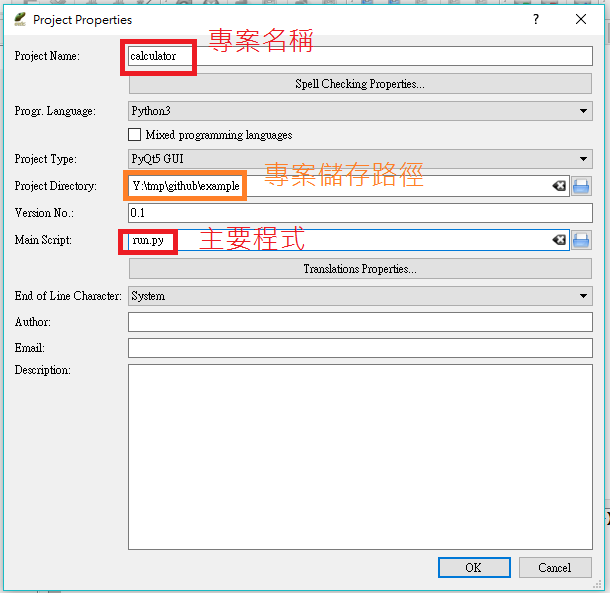 Project Properties
專案名稱
Project Name: calculator
Spell Checking Properties...
Progr. Language: Python3
Mixed programming languages
Project Type: PyQt5 GUI
專案儲存路徑
Project Directory: Y:\tmp\github\example
Version No.: 0.1
Main Script: run.py 主要程式
Translations Properties...
End of Line Character: System
Author:
Email:
Description:
OK Cancel